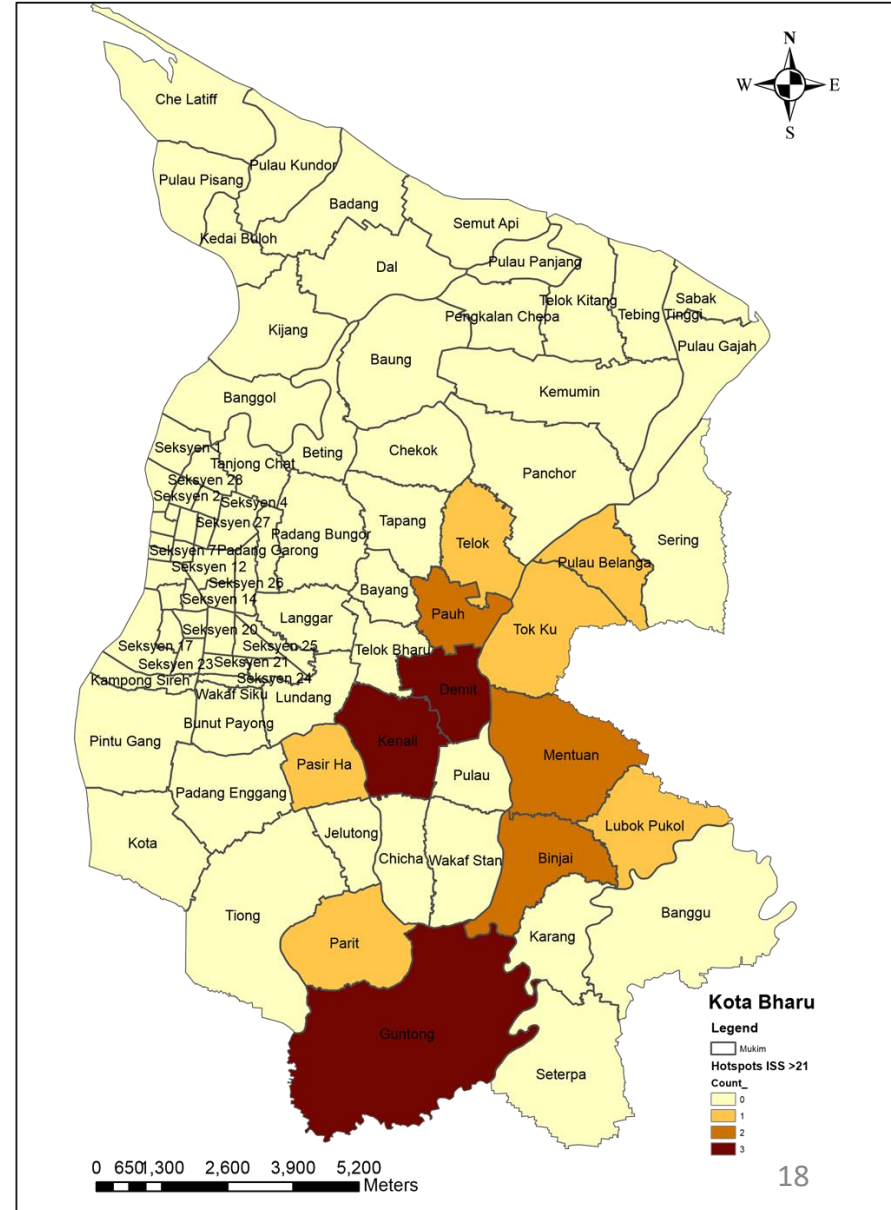 N
W E
S
Che Latiff
Pulau Kundor
Pulau Pisang
Badang
Semut Api
Kedai Buloh
Pulau Panjang
Dal
Telok Kitang
Sabak
Pengkalan Chepa
Tebing Tinggi
Kijang
Pulau Gajah
Baung
Kemumin
Banggol
Seksyen 1
Beting
Chekok
Tanjong Chat
Panchor
Seksyen 28
Seksyen 2
Seksyen 4
Seksyen 27
Tapang
Padang Bungor
Telok
Sering
Seksyen 7
Padang Garong
Pulau Belanga
Seksyen 12
Seksyen 26
Bayang
Seksyen 14
Pauh
Langgar
Tok Ku
Seksyen 20
Seksyen 17
Seksyen 25
Telok Bharu
Seksyen 23
Seksyen 21
Kampong Sireh
Seksyen 24
Wakaf Siku
Lundang
Demit
Bunut Payong
Pintu Gang
Kenali
Mentuan
Pasir Ha
Pulau
Padang Enggang
Lubok Pukol
Jelutong
Kota
Chicha
Wakaf Stan
Binjai
Tiong
Banggu
Parit
Karang
Guntong
Seterpa
Kota Bharu
Legend
Mukim
Hotspots ISS >21
Count_
0
1
2
3
0 650 1,300 2,600 3,900 5,200
Meters
18